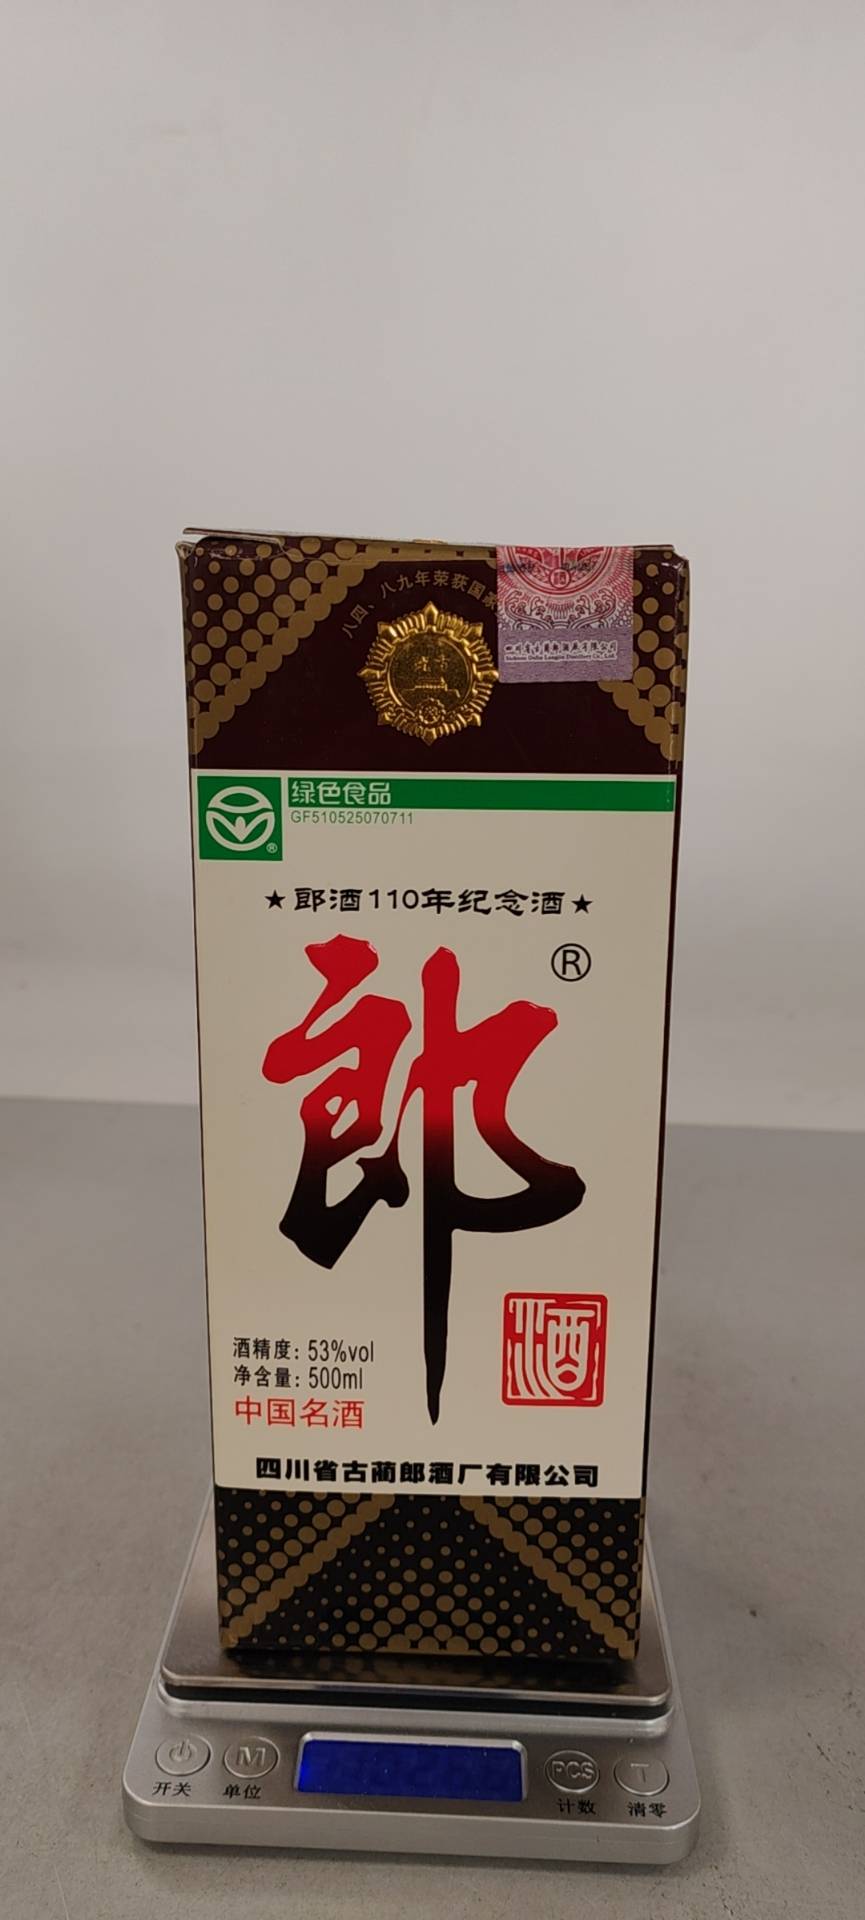 八四、八九年荣获国家
绿色食品
®
GF510525070711
★郎酒110年纪念酒★
®
郎
酒
酒精度: 53%vol
净含量: 500ml
中国名酒
四川省古蔺郎酒厂有限公司
M
PCS
T
开关
单位
计数
清零